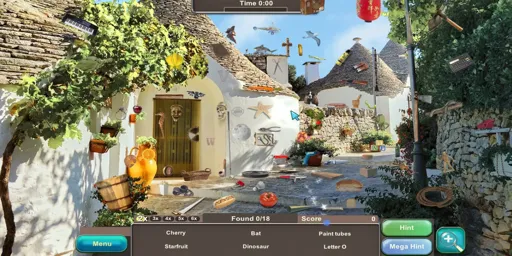 Time 0:00
2x 3x 4x 5x 6x
Found 0/18
Score 0
Hint
Menu
Mega Hint
Cherry Bat Paint tubes
Starfruit Dinosaur Letter O